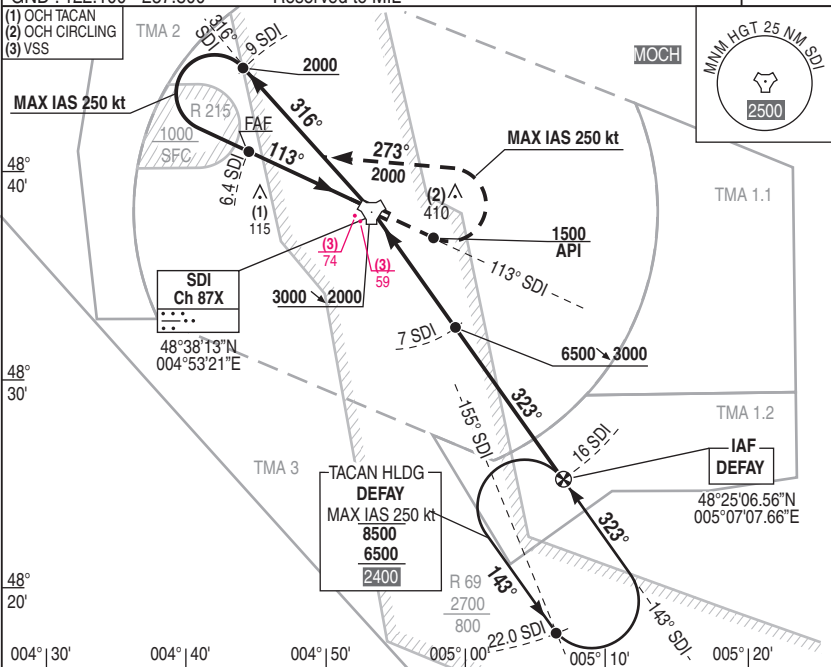 (1) OCH TACAN
(2) OCH CIRCLING
(3) VSS
TMA 2
316° SDI
9 SDI
2000
MOCH
MNM HGT 25 NM SDI
2500
MAX IAS 250 kt
R 215
1000
SFC
FAF
316°
113°
6.4 SDI
273°
2000
MAX IAS 250 kt
48°
40'
(1)
115
(2)
410
TMA 1.1
1500
API
(3)
74
(3)
59
113° SDI
SDI
Ch 87X
48°38'13"N
004°53'21"E
3000 ↘ 2000
7 SDI
6500 ↘ 3000
48°
30'
323°
155° SDI
TMA 1.2
16 SDI
IAF
DEFAY
48°25'06.56"N
005°07'07.66"E
TMA 3
TACAN HLDG
DEFAY
MAX IAS 250 kt
8500
6500
2400
323°
143°
R 69
2700
800
22.0 SDI
143° SDI
48°
20'
004°30'
004°40'
004°50'
005°00'
005°10'
005°20'